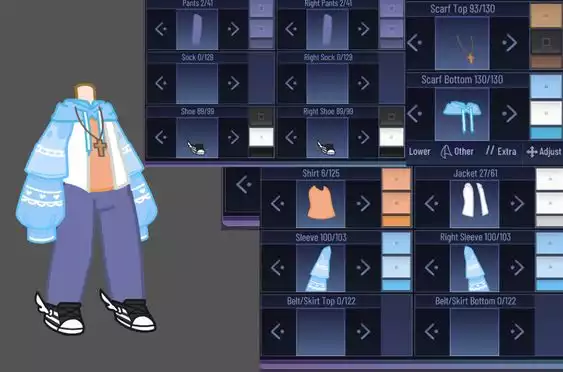 Pants 2/41
Right Pants 2/41
Scarf Top 93/130
Sock 0/129
Right Sock 0/129
Scarf Bottom 130/130
Shoe 89/99
Right Shoe 89/99
Lower Other Extra Adjust
Shirt 6/125
Jacket 27/61
Sleeve 100/103
Right Sleeve 100/103
Belt/Skirt Top 0/122
Belt/Skirt Bottom 0/122